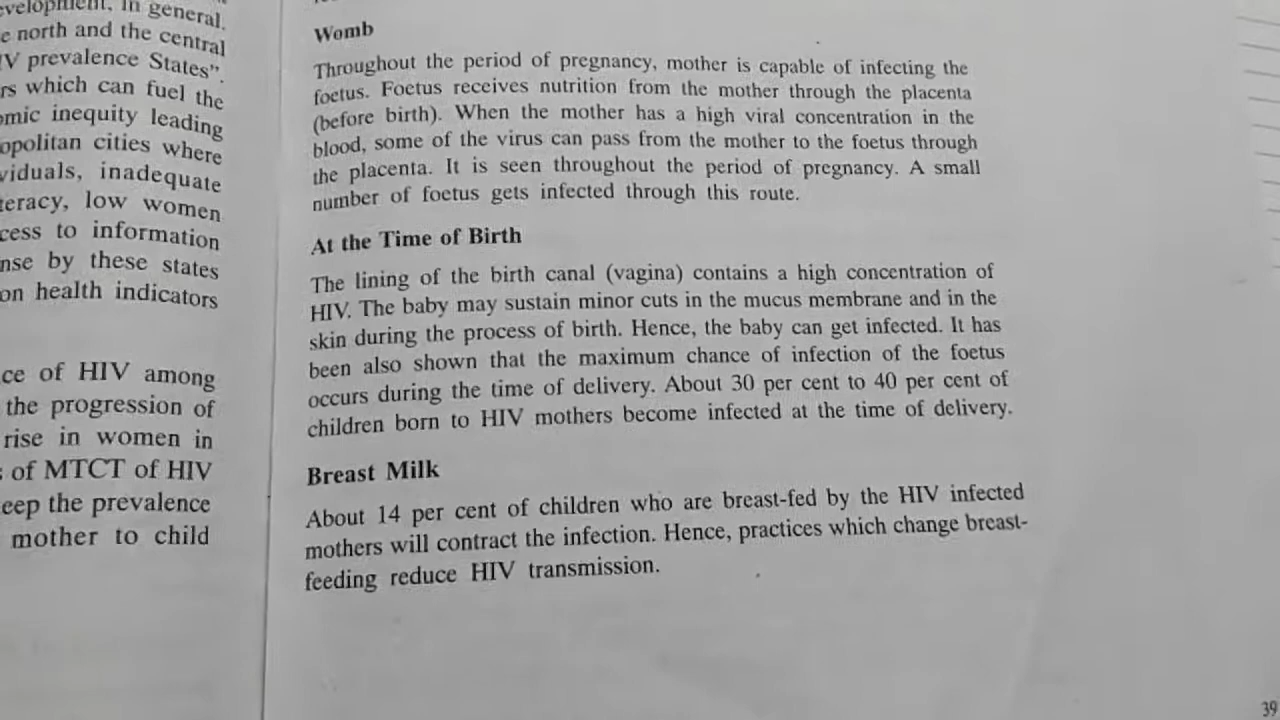 evelopment, in general.
e north and the central
V prevalence States".
rs which can fuel the
omic inequity leading
opolitan cities where
viduals, inadequate
teracy, low women
cess to information
nse by these states
on health indicators
ce of HIV among
the progression of
rise in women in
of MTCT of HIV
eep the prevalence
mother to child
Womb
Throughout the period of pregnancy, mother is capable of infecting the
foetus. Foetus receives nutrition from the mother through the placenta
(before birth). When the mother has a high viral concentration in the
blood, some of the virus can pass from the mother to the foetus through
the placenta. It is seen throughout the period of pregnancy. A small
number of foetus gets infected through this route.
At the Time of Birth
The lining of the birth canal (vagina) contains a high concentration of
HIV. The baby may sustain minor cuts in the mucus membrane and in the
skin during the process of birth. Hence, the baby can get infected. It has
been also shown that the maximum chance of infection of the foetus
occurs during the time of delivery. About 30 per cent to 40 per cent of
children born to HIV mothers become infected at the time of delivery.
Breast Milk
About 14 per cent of children who are breast-fed by the HIV infected
mothers will contract the infection. Hence, practices which change breast-
feeding reduce HIV transmission.
39